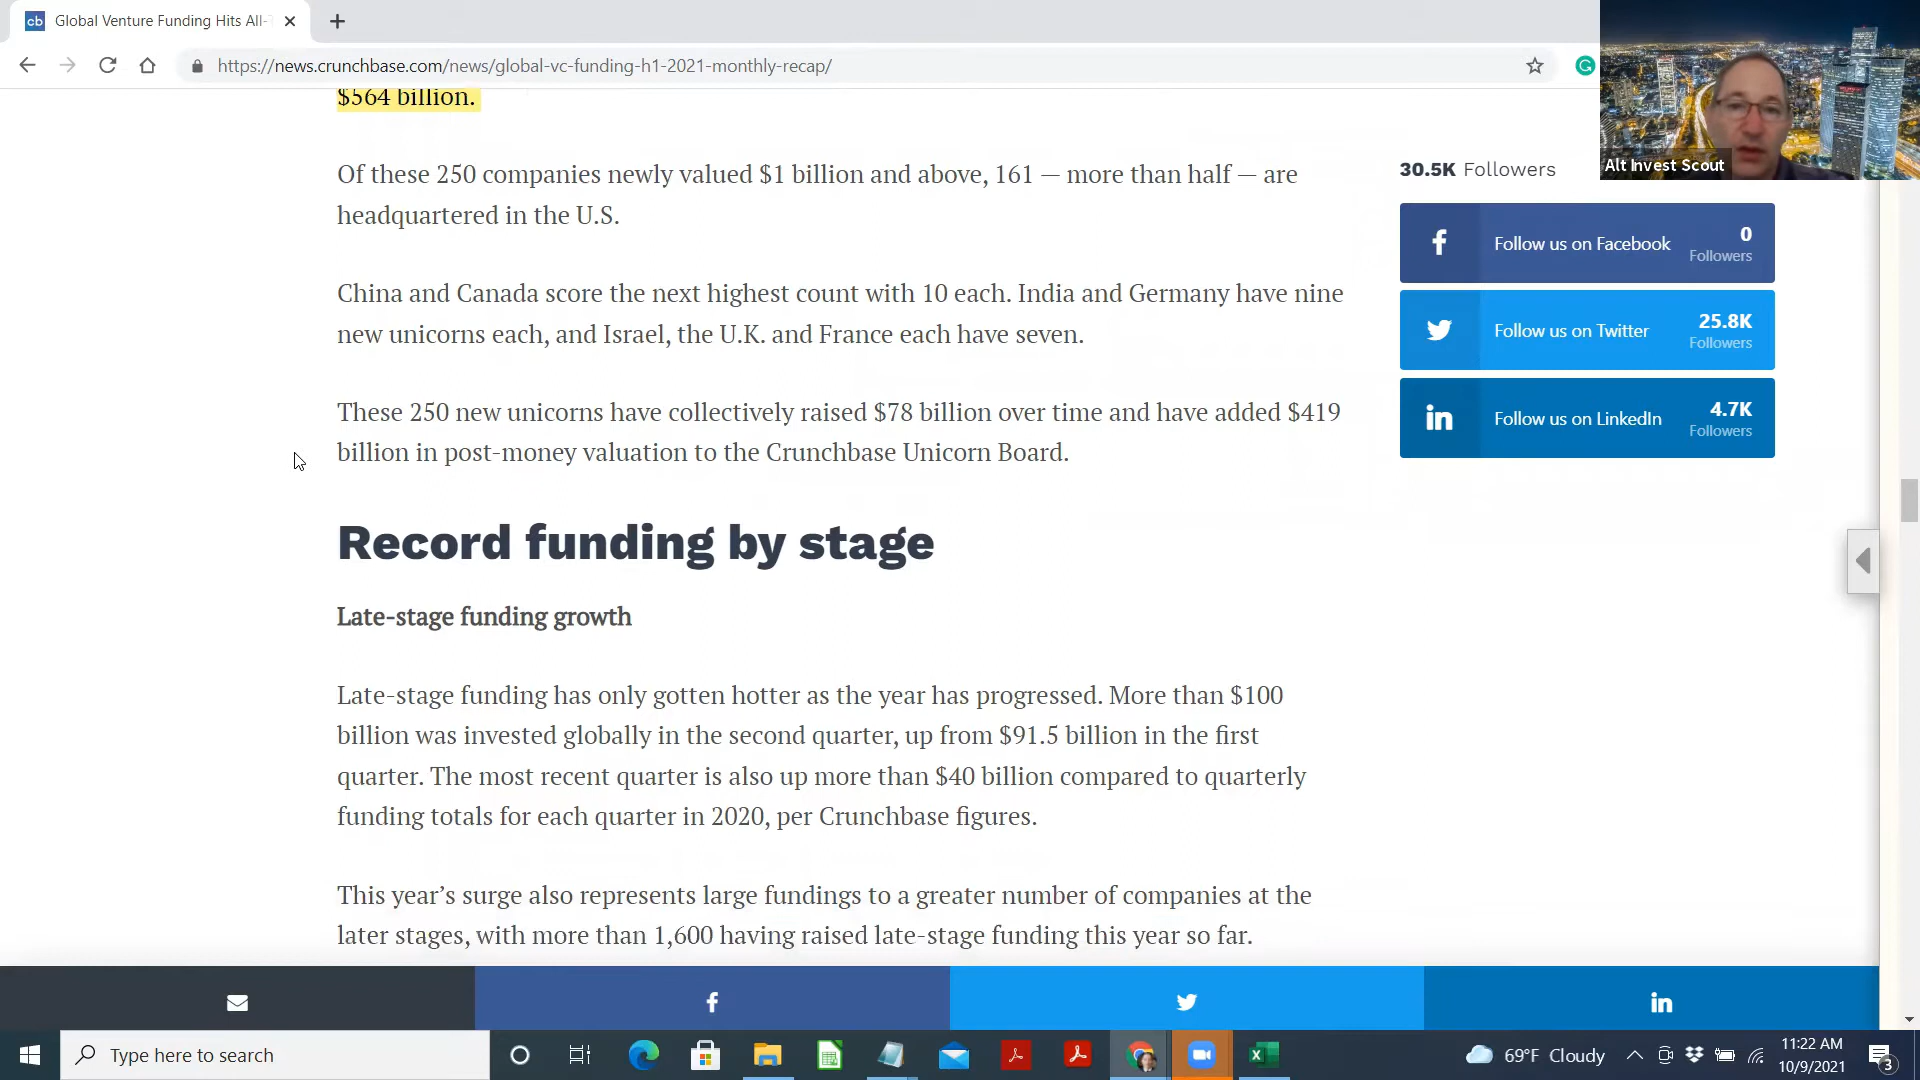 cb Global Venture Funding Hits All-
https://news.crunchbase.com/news/global-vc-funding-h1-2021-monthly-recap/
Alt Invest Scout
$564 billion.
Of these 250 companies newly valued $1 billion and above, 161 — more than half — are
headquartered in the U.S.
China and Canada score the next highest count with 10 each. India and Germany have nine
new unicorns each, and Israel, the U.K. and France each have seven.
These 250 new unicorns have collectively raised $78 billion over time and have added $419
billion in post-money valuation to the Crunchbase Unicorn Board.
Record funding by stage
Late-stage funding growth
Late-stage funding has only gotten hotter as the year has progressed. More than $100
billion was invested globally in the second quarter, up from $91.5 billion in the first
quarter. The most recent quarter is also up more than $40 billion compared to quarterly
funding totals for each quarter in 2020, per Crunchbase figures.
This year’s surge also represents large fundings to a greater number of companies at the
later stages, with more than 1,600 having raised late-stage funding this year so far.
30.5K Followers
Follow us on Facebook 0
Followers
Follow us on Twitter 25.8K
Followers
Follow us on LinkedIn 4.7K
Followers
Type here to search
69°F Cloudy
11:22 AM
10/9/2021
3